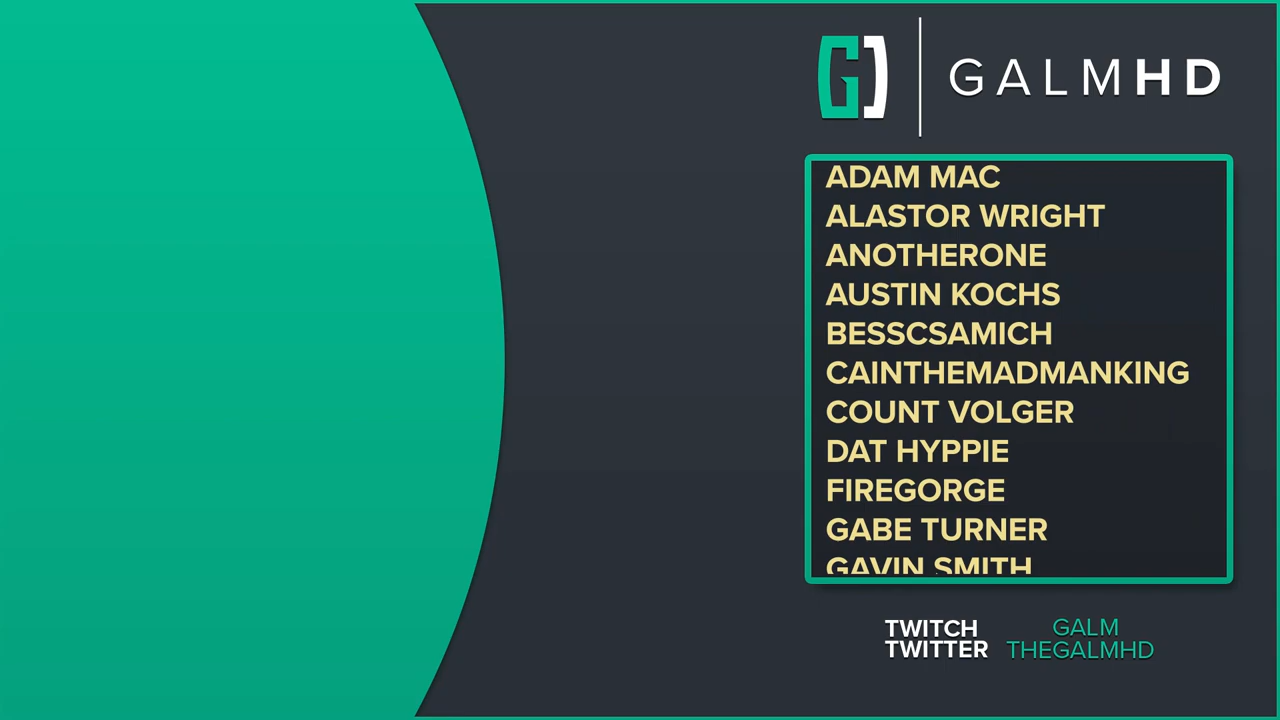 G
GALMHD
ADAM MAC
ALASTOR WRIGHT
ANOTHERONE
AUSTIN KOCHS
BESSCSAMICH
CAINTHEMADMANKING
COUNT VOLGER
DAT HYPPIE
FIREGORGE
GABE TURNER
GAVIN SMITH
TWITCH GALM
TWITTER THEGALMHD